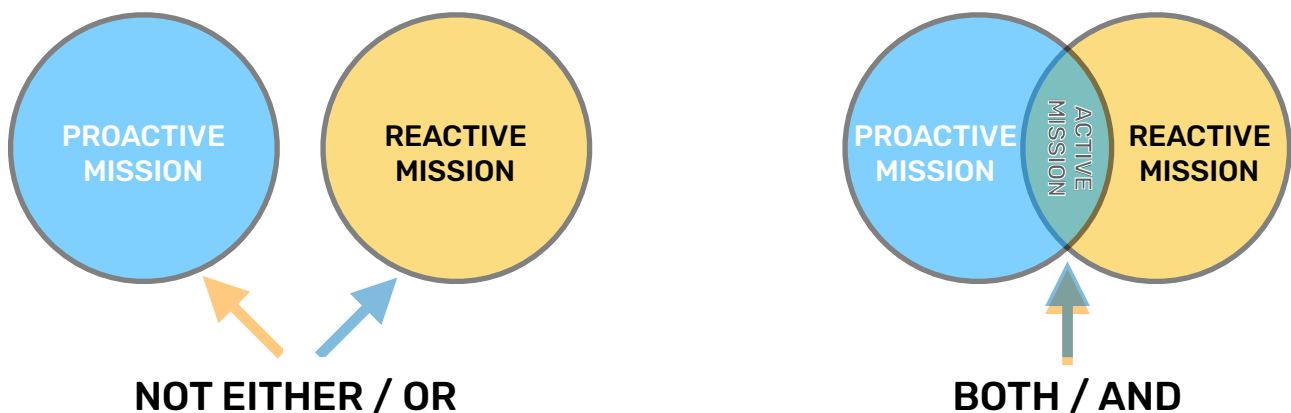 PROACTIVE
MISSION
REACTIVE
MISSION
NOT EITHER / OR
PROACTIVE
MISSION
ACTIVE
MISSION
REACTIVE
MISSION
BOTH / AND